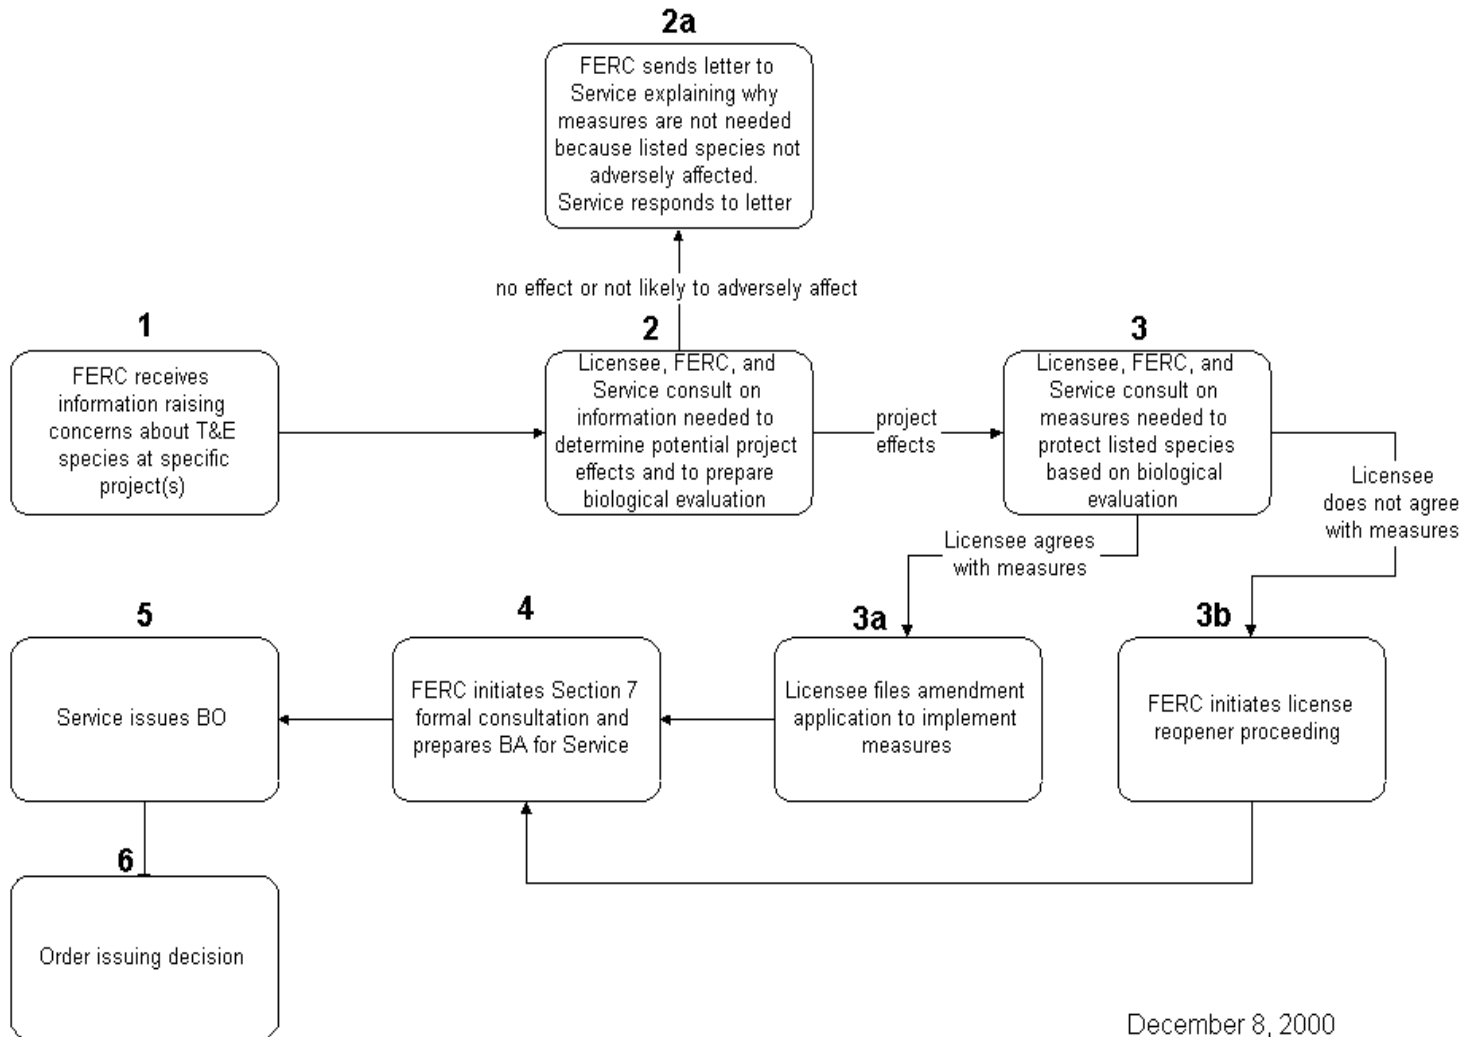 2a
FERC sends letter to
Service explaining why
measures are not needed
because listed species not
adversely affected.
Service responds to letter
no effect or not likely to adversely affect
1
FERC receives
information raising
concerns about T&E
species at specific
project(s)
2
Licensee, FERC, and
Service consult on
information needed to
determine potential project
effects and to prepare
biological evaluation
project
effects
3
Licensee, FERC, and
Service consult on
measures needed to
protect listed species
based on biological
evaluation
Licensee
does not agree
with measures
Licensee agrees
with measures
5
Service issues BO
4
FERC initiates Section 7
formal consultation and
prepares BA for Service
3a
Licensee files amendment
application to implement
measures
3b
FERC initiates license
reopener proceeding
6
Order issuing decision
December 8, 2000